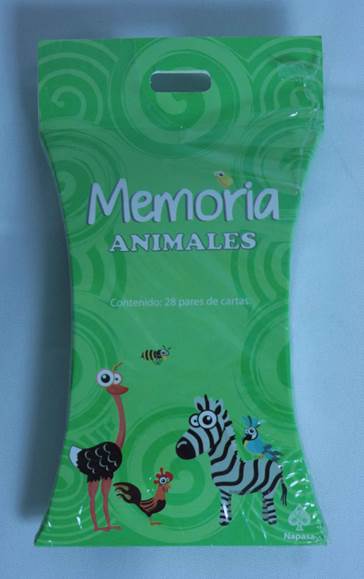 Memoria
ANIMALES
Contenido: 28 pares de cartas.
Napasa